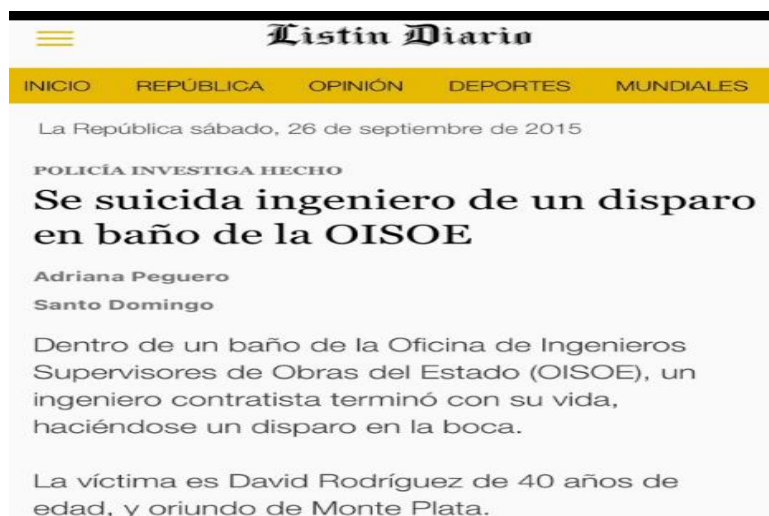 Listin Diario
INICIO REPÚBLICA OPINIÓN DEPORTES MUNDIALES
La República sábado, 26 de septiembre de 2015
POLICÍA INVESTIGA HECHO
Se suicida ingeniero de un disparo
en baño de la OISOE
Adriana Peguero
Santo Domingo
Dentro de un baño de la Oficina de Ingenieros
Supervisores de Obras del Estado (OISOE), un
ingeniero contratista terminó con su vida,
haciéndose un disparo en la boca.
La víctima es David Rodríguez de 40 años de
edad, y oriundo de Monte Plata.